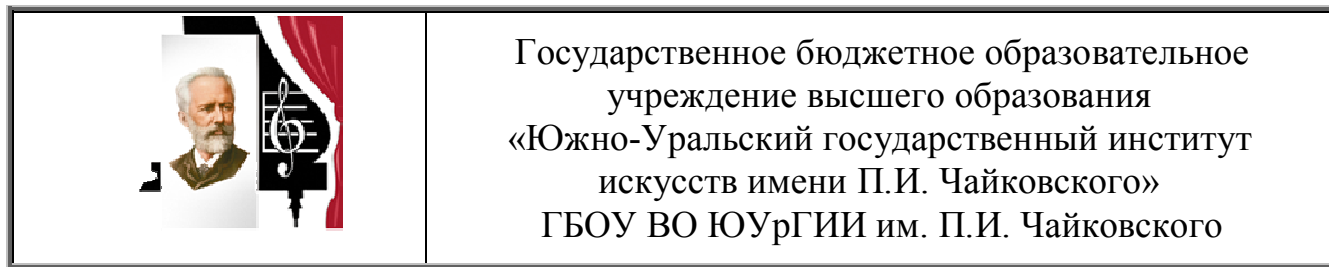 Государственное бюджетное образовательное
учреждение высшего образования
«Южно-Уральский государственный институт
искусств имени П.И. Чайковского»
ГБОУ ВО ЮУрГИИ им. П.И. Чайковского